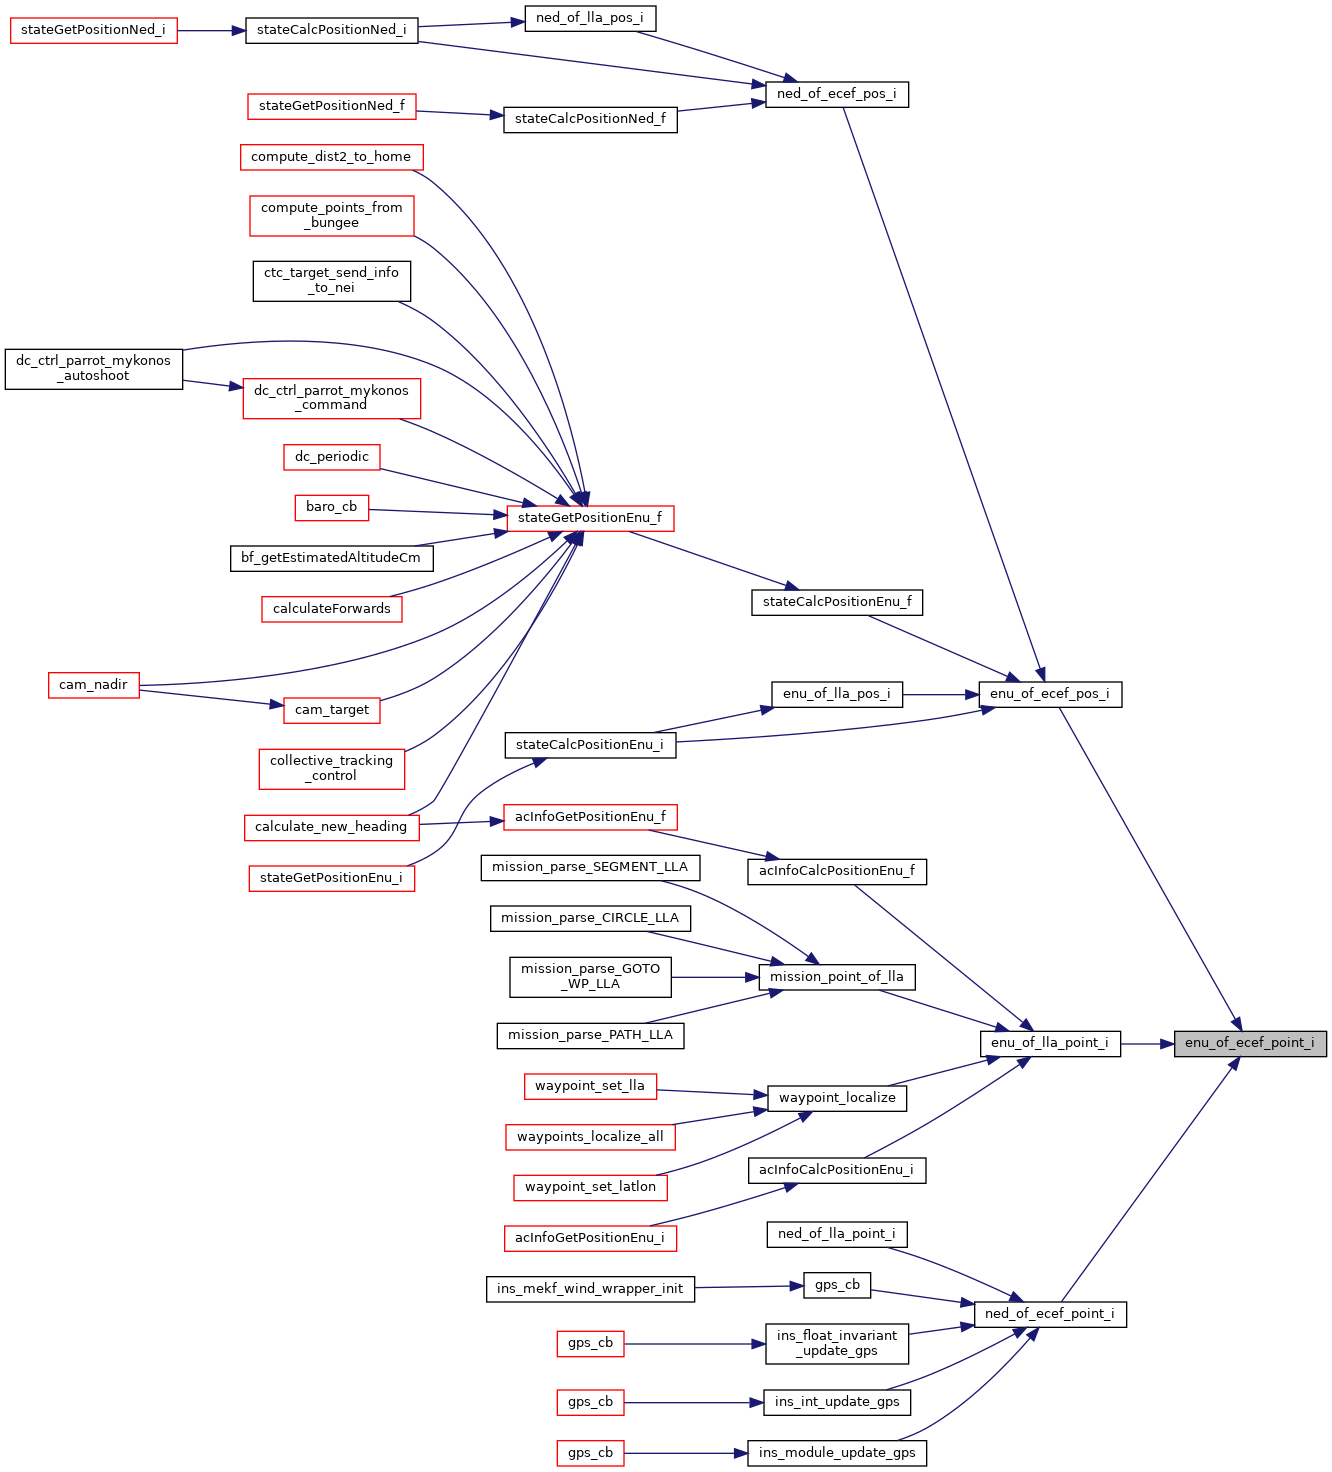 ned_of_lla_pos_i
stateGetPositionNed_i
stateCalcPositionNed_i
ned_of_ecef_pos_i
stateGetPositionNed_f
stateCalcPositionNed_f
compute_dist2_to_home
compute_points_from
_bungee
ctc_target_send_info
_to_nei
dc_ctrl_parrot_mykonos
_autoshoot
dc_ctrl_parrot_mykonos
_command
dc_periodic
baro_cb
stateGetPositionEnu_f
bf_getEstimatedAltitudeCm
calculateForwards
stateCalcPositionEnu_f
cam_nadir
enu_of_lla_pos_i
enu_of_ecef_pos_i
cam_target
stateCalcPositionEnu_i
collective_tracking
_control
acInfoGetPositionEnu_f
calculate_new_heading
mission_parse_SEGMENT_LLA
acInfoCalcPositionEnu_f
stateGetPositionEnu_i
mission_parse_CIRCLE_LLA
mission_parse_GOTO
_WP_LLA
mission_point_of_lla
mission_parse_PATH_LLA
enu_of_lla_point_i
enu_of_ecef_point_i
waypoint_set_lla
waypoint_localize
waypoints_localize_all
acInfoCalcPositionEnu_i
waypoint_set_latlon
acInfoGetPositionEnu_i
ned_of_lla_point_i
ins_mekf_wind_wrapper_init
gps_cb
ned_of_ecef_point_i
gps_cb
ins_float_invariant
_update_gps
gps_cb
ins_int_update_gps
gps_cb
ins_module_update_gps